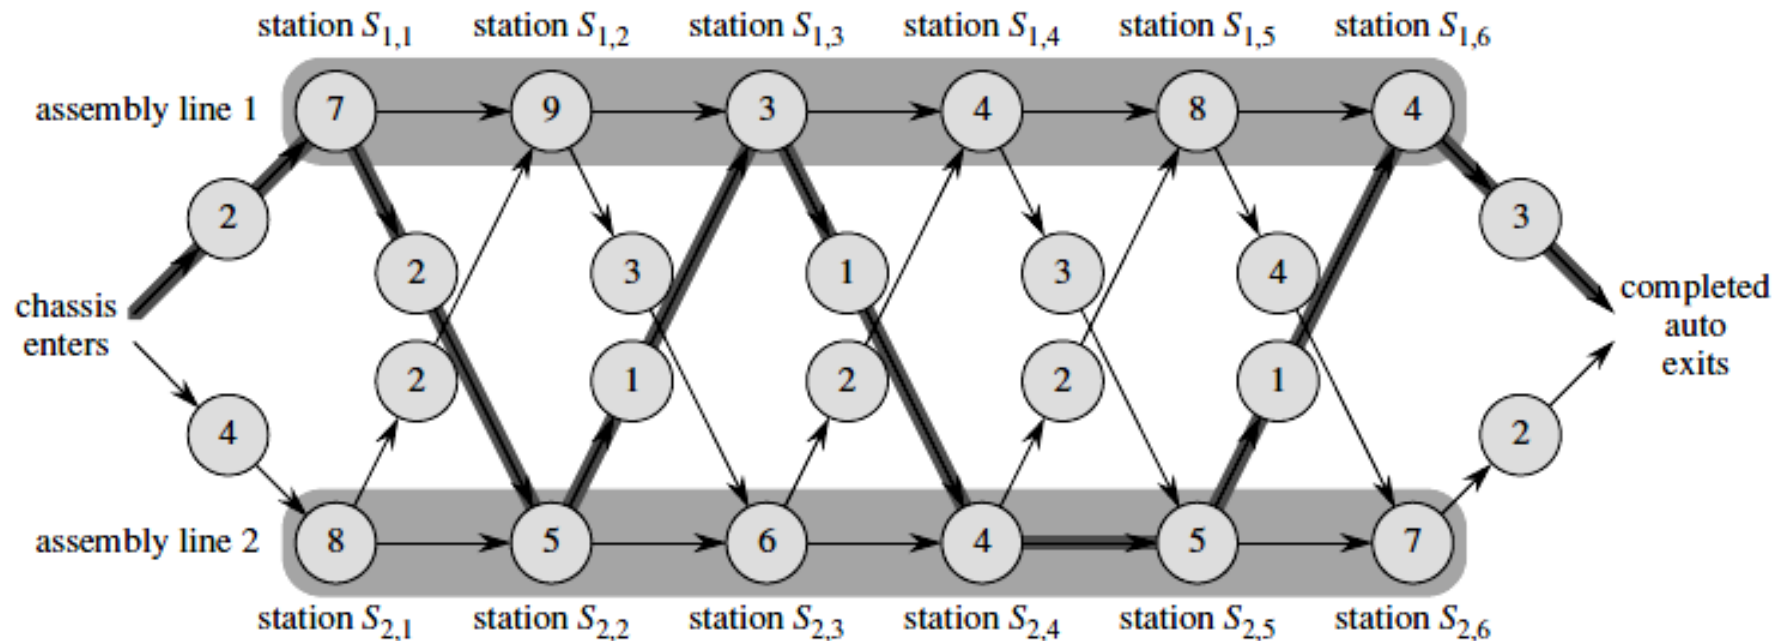 station S1,1 station S1,2 station S1,3 station S1,4 station S1,5 station S1,6
assembly line 1 7 9 3 4 8 4
2 3
2 3 1 3 4
chassis
enters
completed
auto
exits
2 1 2 2 1
4 2
assembly line 2 8 5 6 4 5 7
station S2,1 station S2,2 station S2,3 station S2,4 station S2,5 station S2,6